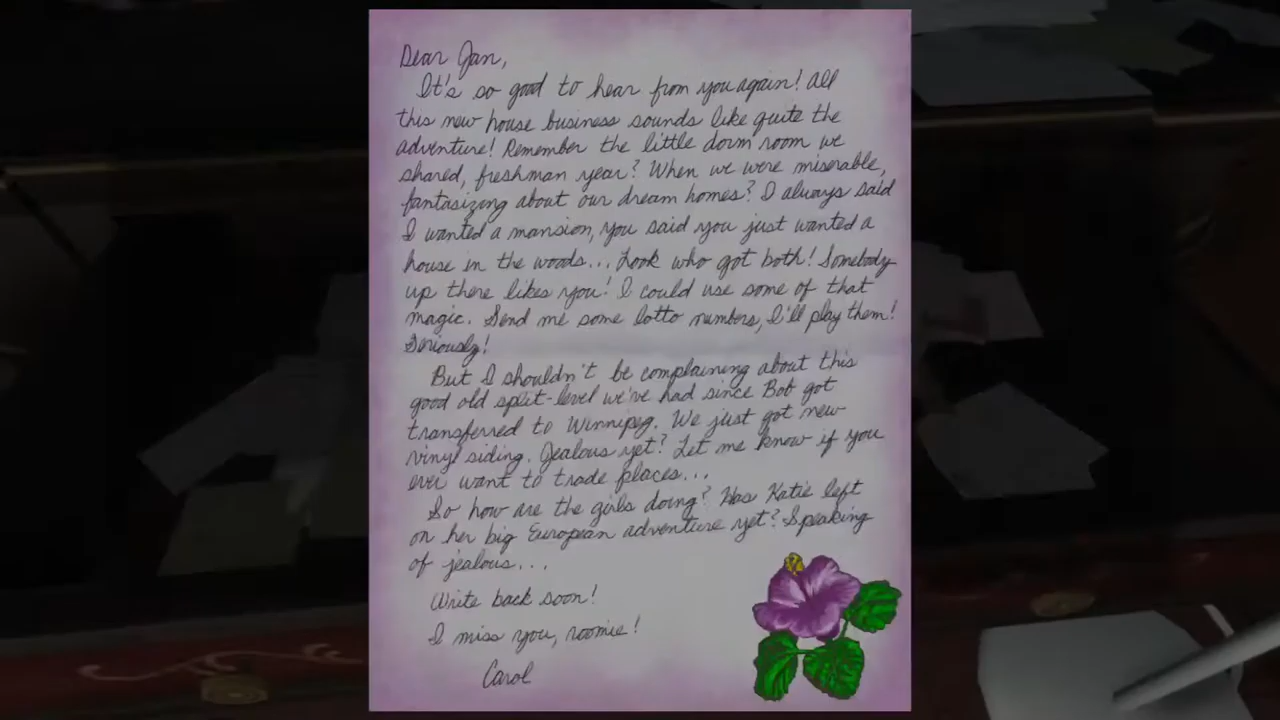 Dear Jan,
It's so good to hear from you again! All
this new house business sounds like quite the
adventure! Remember the little dorm room we
shared, freshman year? When we were miserable,
fantasizing about our dream homes? I always said
I wanted a mansion, you said you just wanted a
house in the woods... Look who got both! Somebody
up there likes you! I could use some of that
magic. Send me some lotto numbers, I'll play them!
Seriously!
But I shouldn't be complaining about this
good old split-level we've had since Bob got
transferred to Winnipeg. We just got new
vinyl siding. Jealous yet? Let me know if you
ever want to trade places...
So how are the girls doing? Has Katie left
on her big European adventure yet? Speaking
of jealous...
Write back soon!
I miss you, roomie!
Carol